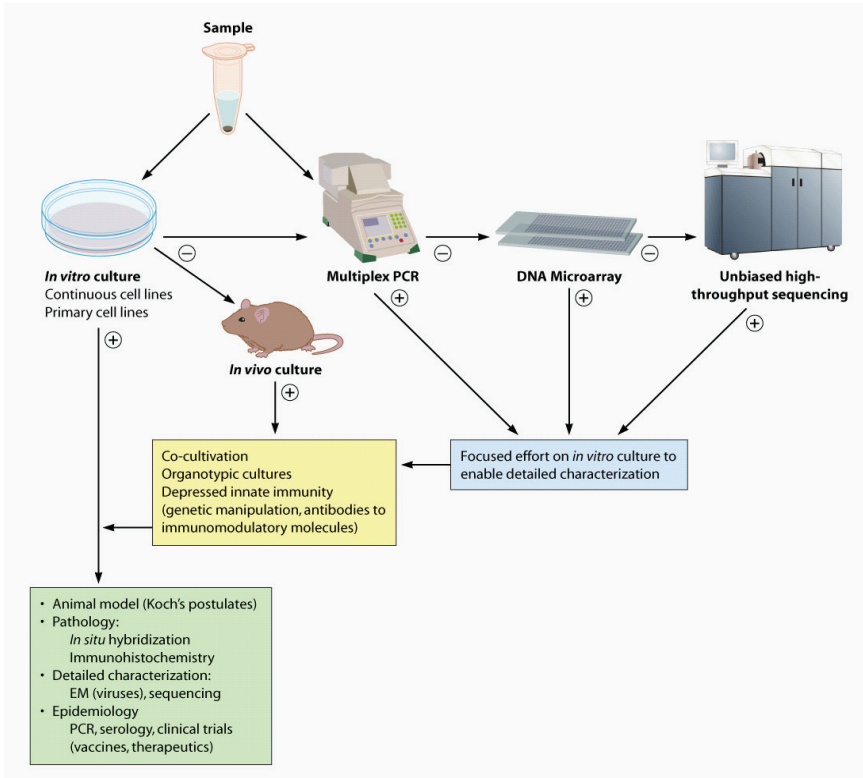 Sample
In vitro culture
Continuous cell lines
Primary cell lines
−
+
Multiplex PCR
+
−
DNA Microarray
+
−
Unbiased high-
throughput sequencing
+
In vivo culture
+
Co-cultivation
Organotypic cultures
Depressed innate immunity
(genetic manipulation, antibodies to
immunomodulatory molecules)
Focused effort on in vitro culture to
enable detailed characterization
• Animal model (Koch’s postulates)
• Pathology:
In situ hybridization
Immunohistochemistry
• Detailed characterization:
EM (viruses), sequencing
• Epidemiology
PCR, serology, clinical trials
(vaccines, therapeutics)